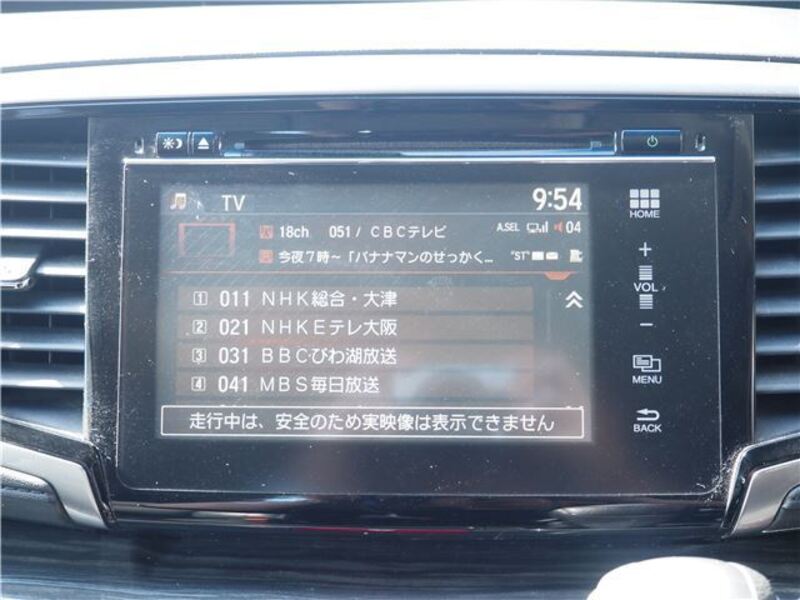 TV 9:54
18ch 051/ CBCテレビ A.SEL 04
今夜7時~「バナナマンのせっかく… "ST"
1 011 NHK総合・大津
2 021 NHKEテレ大阪
3 031 BBCびわ湖放送
4 041 MBS毎日放送
走行中は、安全のため実映像は表示できません
HOME
+
VOL
−
MENU
BACK